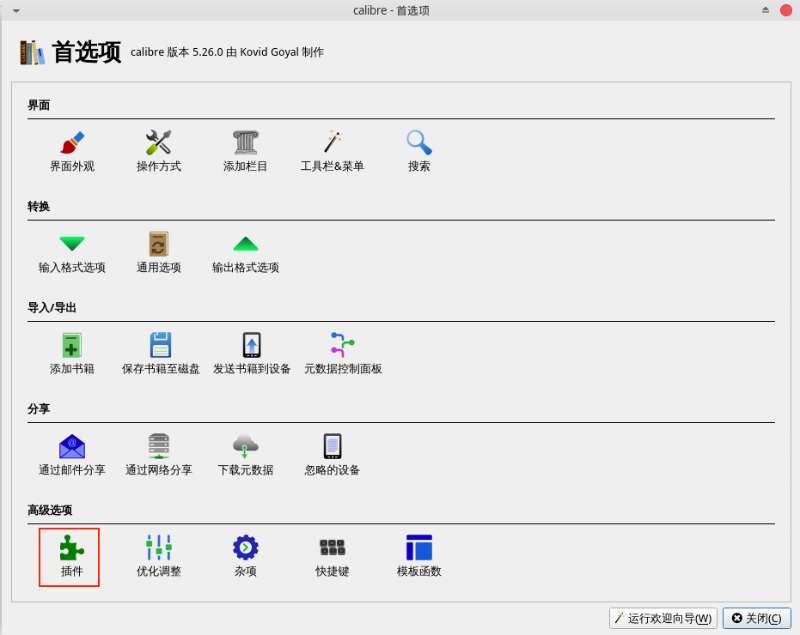 calibre - 首选项
首选项 calibre 版本 5.26.0 由 Kovid Goyal 制作
界面
界面外观 操作方式 添加栏目 工具栏&菜单 搜索
转换
输入格式选项 通用选项 输出格式选项
导入/导出
添加书籍 保存书籍至磁盘 发送书籍到设备 元数据控制面板
分享
通过邮件分享 通过网络分享 下载元数据 忽略的设备
高级选项
插件 优化调整 杂项 快捷键 模板函数
运行欢迎向导(W) 关闭(C)